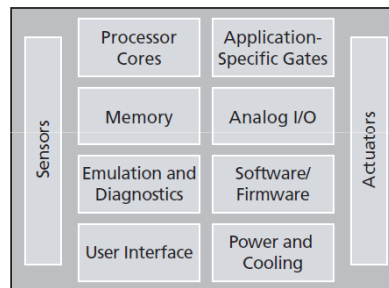 Sensors
Processor
Cores
Application-
Specific Gates
Memory
Analog I/O
Emulation and
Diagnostics
Software/
Firmware
User Interface
Power and
Cooling
Actuators